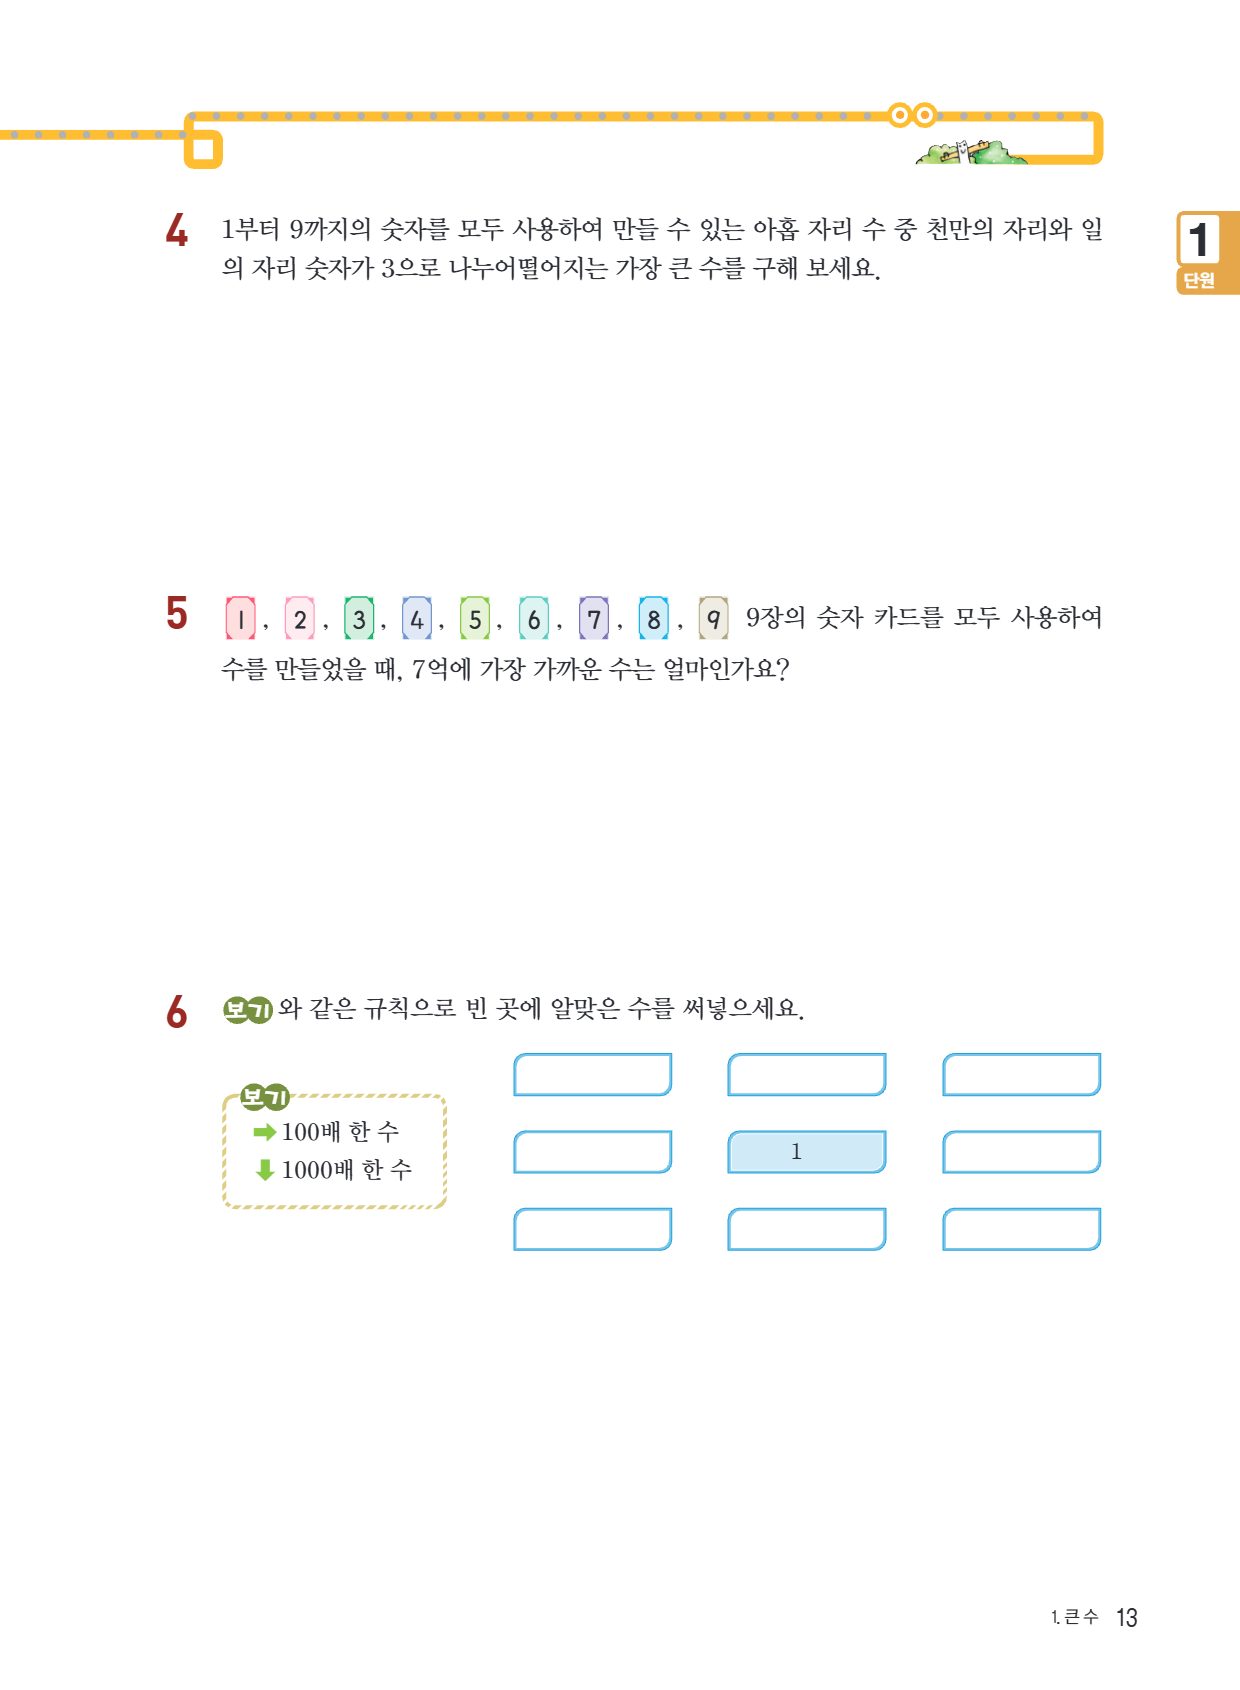 4 1부터 9까지의 숫자를 모두 사용하여 만들 수 있는 아홉 자리 수 중 천만의 자리와 일
의 자리 숫자가 3으로 나누어떨어지는 가장 큰 수를 구해 보세요.
1
단원
5 1, 2, 3, 4, 5, 6, 7, 8, 9 9장의 숫자 카드를 모두 사용하여
수를 만들었을 때, 7억에 가장 가까운 수는 얼마인가요?
6 보기와 같은 규칙으로 빈 곳에 알맞은 수를 써넣으세요.
보기
➡ 100배 한 수
⬇ 1000배 한 수
1
1. 큰 수 13